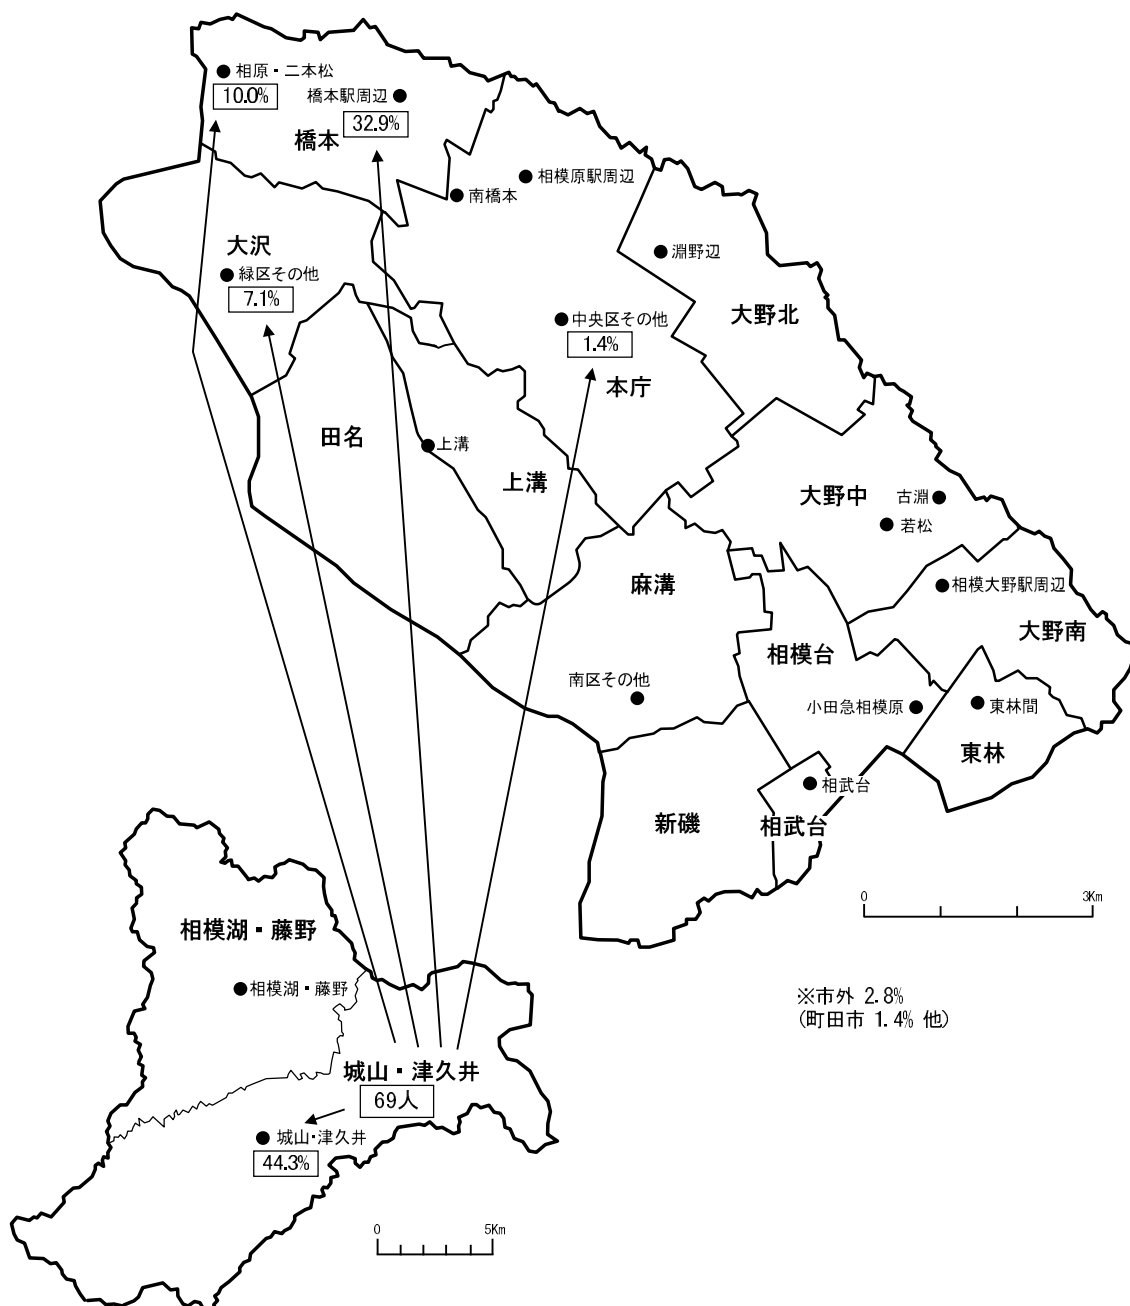 相原・二本松
10.0%
橋本駅周辺
32.9%
橋本
相模原駅周辺
南橋本
大沢
緑区その他
7.1%
淵野辺
大野北
中央区その他
1.4%
本庁
田名
上溝
上溝
大野中
古淵
若松
麻溝
相模大野駅周辺
大野南
相模台
南区その他
小田急相模原
東林間
東林
相武台
新磯
相武台
0
3Km
相模湖・藤野
相模湖・藤野
※市外 2.8%
(町田市 1.4% 他)
城山・津久井
69人
城山・津久井
44.3%
0
5Km